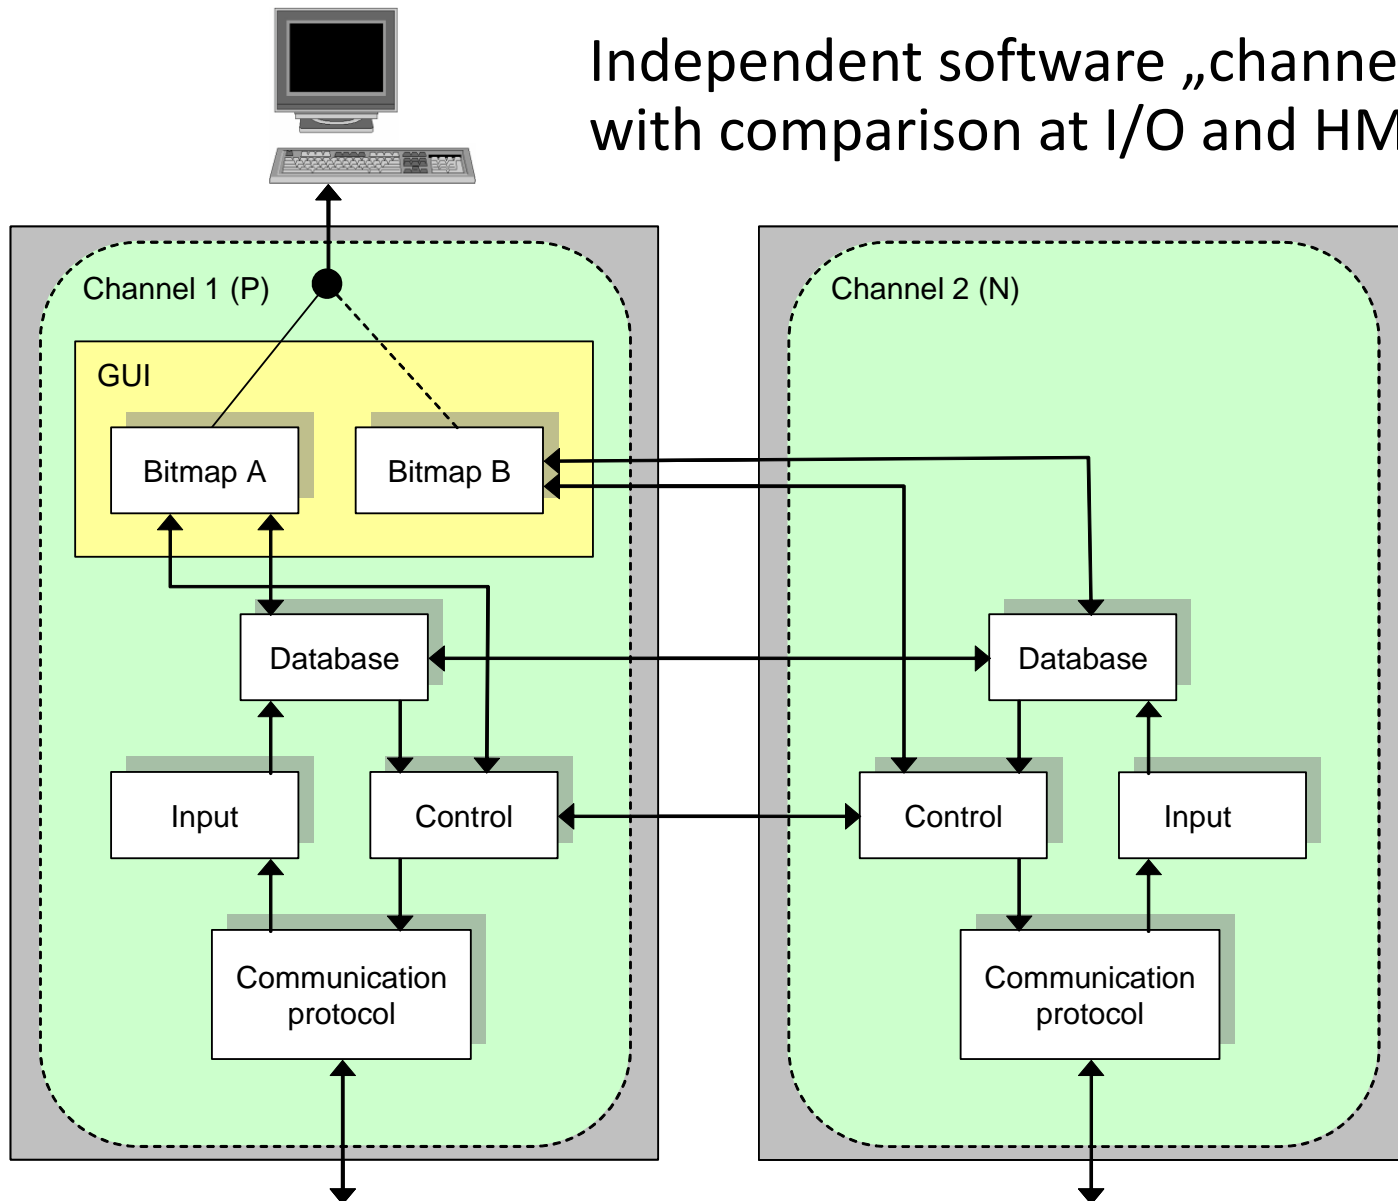 Independent software „channe
with comparison at I/O and HM
Channel 1 (P)
GUI
Bitmap A
Bitmap B
Database
Input
Control
Communication
protocol
Channel 2 (N)
Database
Control
Input
Communication
protocol